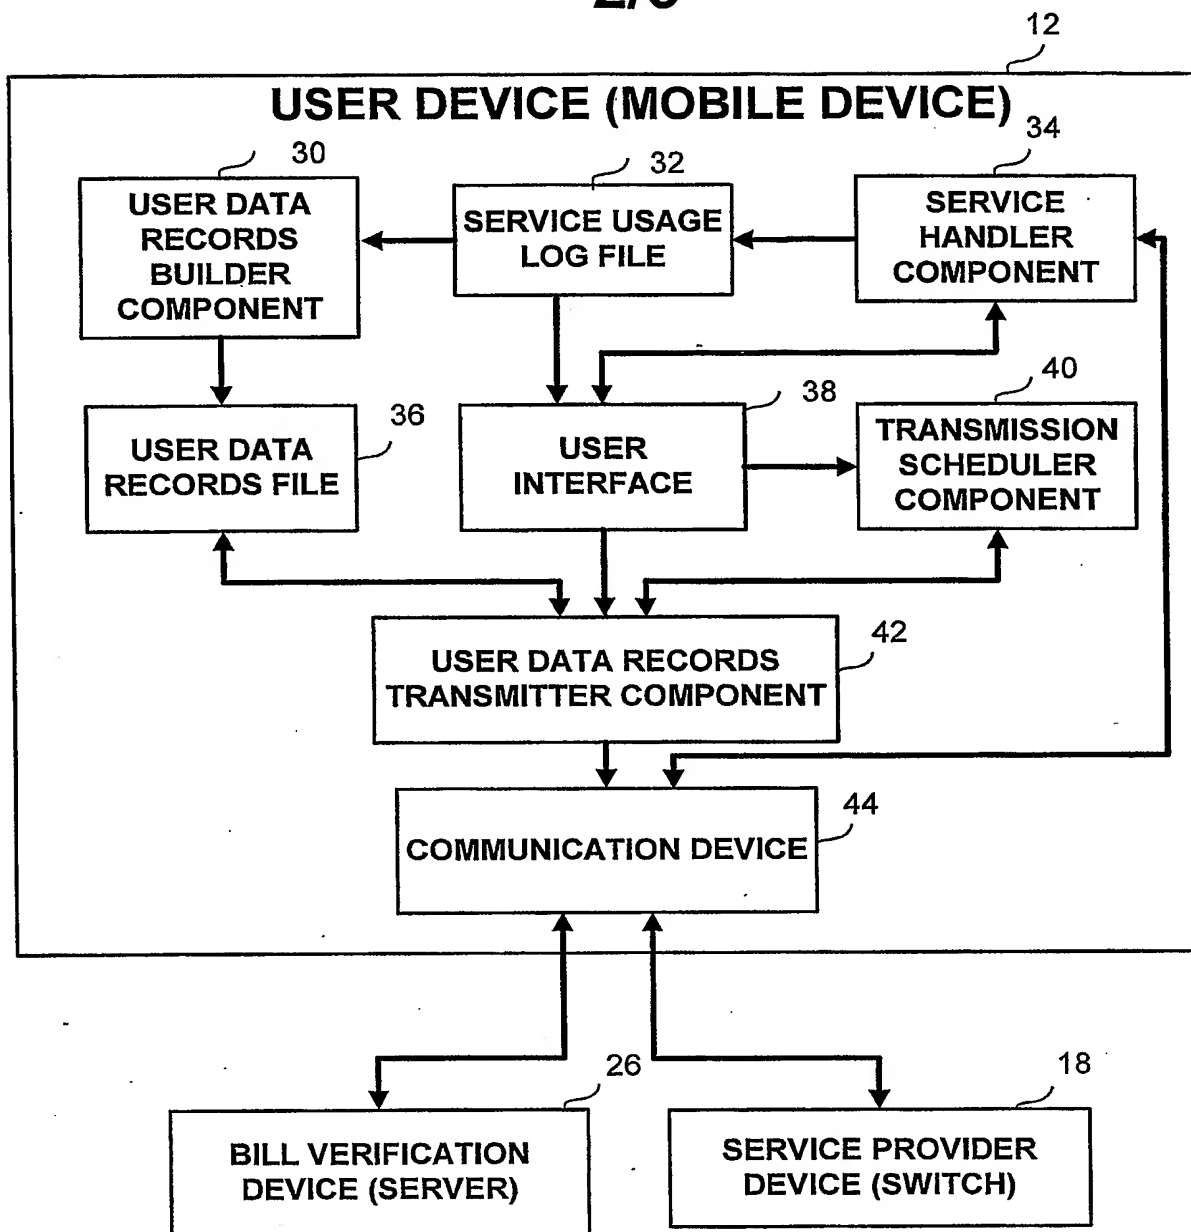 12
USER DEVICE (MOBILE DEVICE)
30
32
34
USER DATA
RECORDS
BUILDER
COMPONENT
SERVICE USAGE
LOG FILE
SERVICE
HANDLER
COMPONENT
36
38
40
USER DATA
RECORDS FILE
USER
INTERFACE
TRANSMISSION
SCHEDULER
COMPONENT
42
USER DATA RECORDS
TRANSMITTER COMPONENT
44
COMMUNICATION DEVICE
26
18
BILL VERIFICATION
DEVICE (SERVER)
SERVICE PROVIDER
DEVICE (SWITCH)